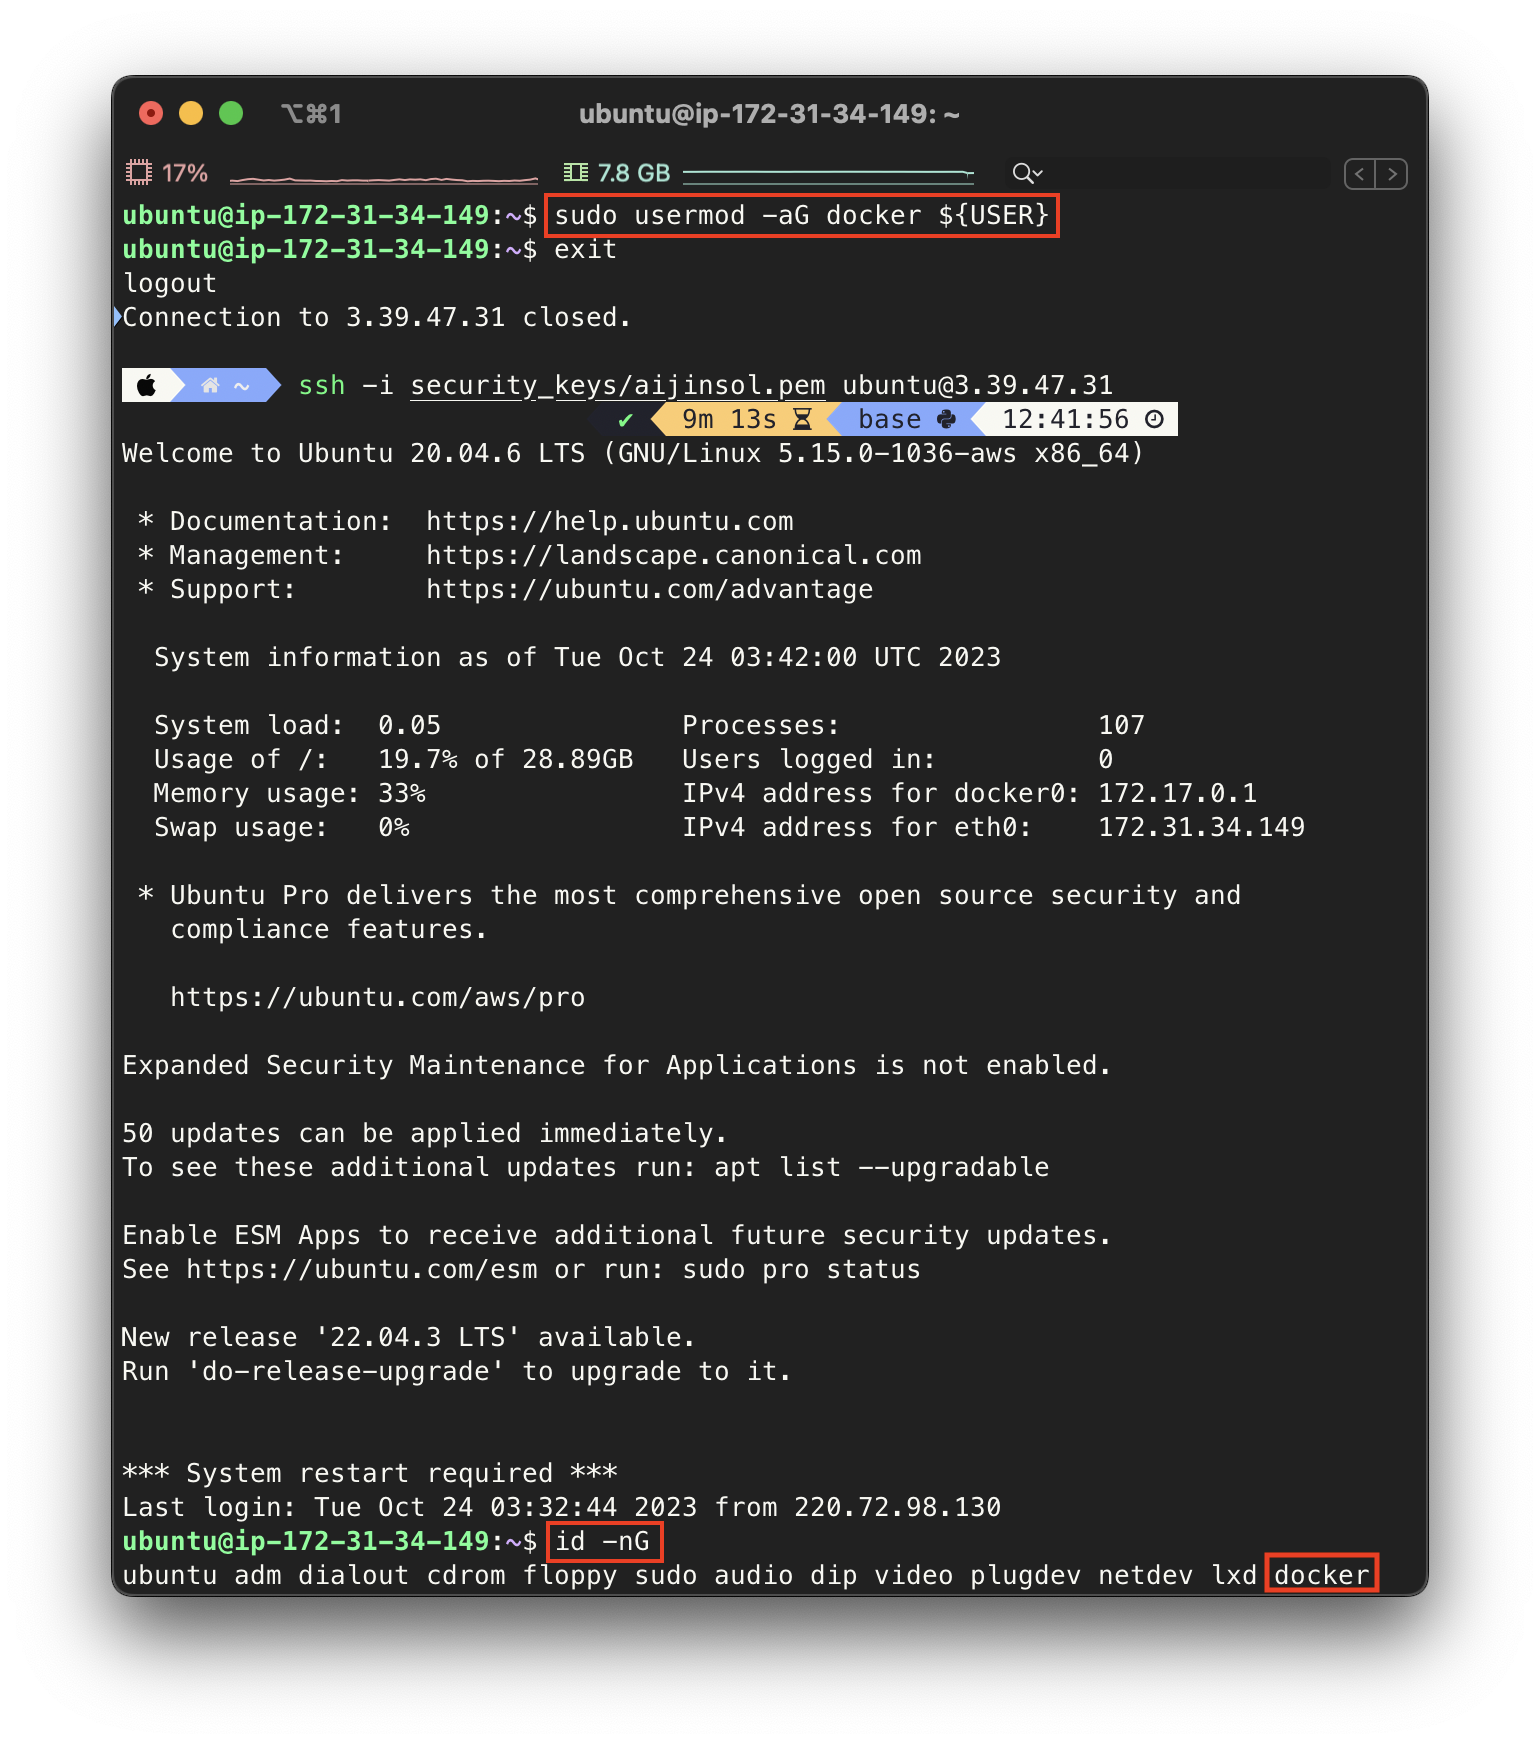 ⌥⌘1 ubuntu@ip-172-31-34-149: ~
17% 7.8 GB
ubuntu@ip-172-31-34-149:~$ sudo usermod -aG docker ${USER}
ubuntu@ip-172-31-34-149:~$ exit
logout
Connection to 3.39.47.31 closed.
~ ssh -i security_keys/aijinsol.pem ubuntu@3.39.47.31
✔ 9m 13s base 12:41:56
Welcome to Ubuntu 20.04.6 LTS (GNU/Linux 5.15.0-1036-aws x86_64)
* Documentation:  https://help.ubuntu.com
* Management:     https://landscape.canonical.com
* Support:        https://ubuntu.com/advantage
System information as of Tue Oct 24 03:42:00 UTC 2023
System load:  0.05               Processes:                107
Usage of /:   19.7% of 28.89GB   Users logged in:          0
Memory usage: 33%                IPv4 address for docker0: 172.17.0.1
Swap usage:   0%                 IPv4 address for eth0:    172.31.34.149
* Ubuntu Pro delivers the most comprehensive open source security and
compliance features.
https://ubuntu.com/aws/pro
Expanded Security Maintenance for Applications is not enabled.
50 updates can be applied immediately.
To see these additional updates run: apt list --upgradable
Enable ESM Apps to receive additional future security updates.
See https://ubuntu.com/esm or run: sudo pro status
New release '22.04.3 LTS' available.
Run 'do-release-upgrade' to upgrade to it.
*** System restart required ***
Last login: Tue Oct 24 03:32:44 2023 from 220.72.98.130
ubuntu@ip-172-31-34-149:~$ id -nG
ubuntu adm dialout cdrom floppy sudo audio dip video plugdev netdev lxd docker